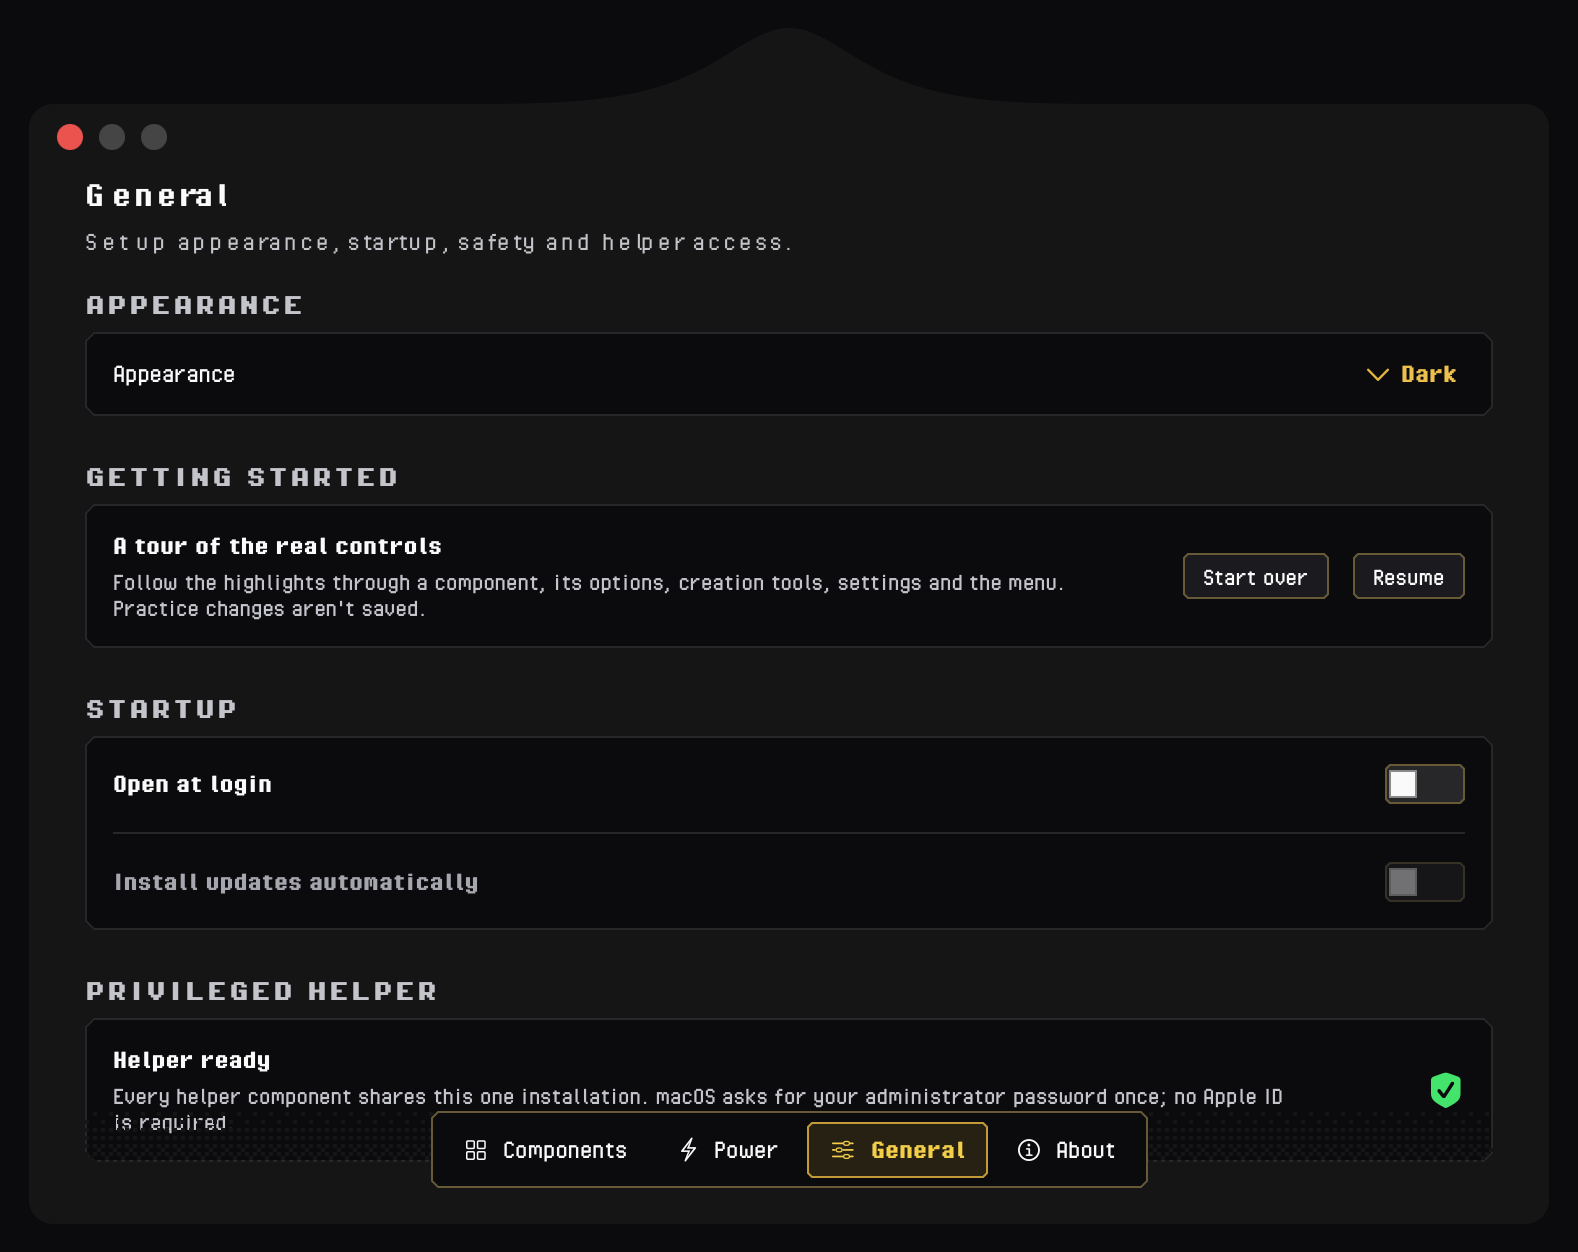 General
Set up appearance, startup, safety and helper access.
APPEARANCE
Appearance
Dark
GETTING STARTED
A tour of the real controls
Follow the highlights through a component, its options, creation tools, settings and the menu.
Practice changes aren't saved.
Start over
Resume
STARTUP
Open at login
Install updates automatically
PRIVILEGED HELPER
Helper ready
Every helper component shares this one installation. macOS asks for your administrator password once; no Apple ID
is required
Components
Power
General
About